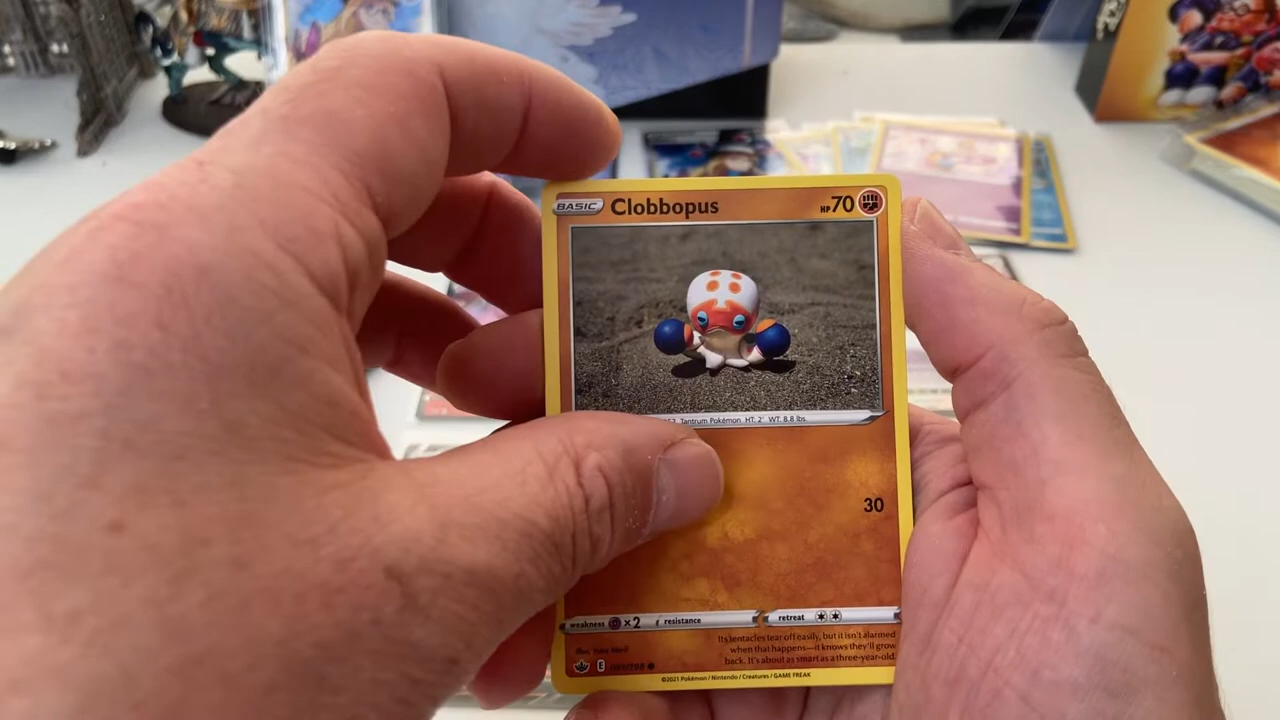 BASIC Clobbopus HP 70
Tantrum Pokémon HT: 2' WT: 8.8 lbs.
30
weakness ×2 resistance retreat
Its tentacles tear off easily, but it isn't alarmed
when that happens—it knows they'll grow
back. It's about as smart as a three-year-old.
E
©2021 Pokémon / Nintendo / Creatures / GAME FREAK